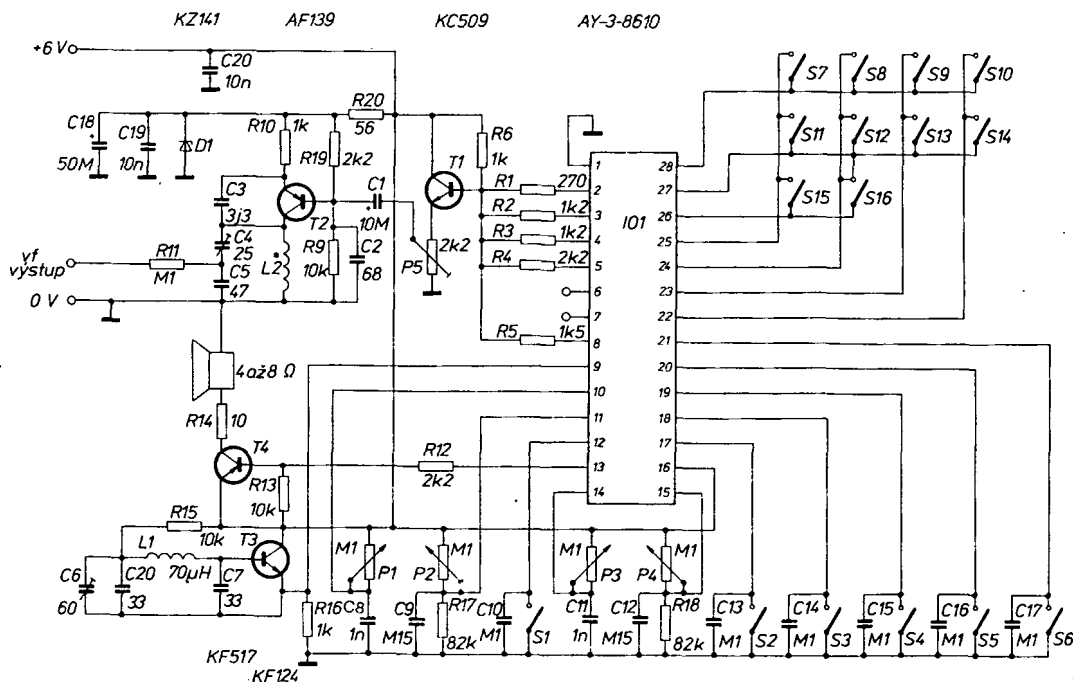 KZ141 AF139 KC509 AY-3-8610
+6 V
C20
10n
C18
50M
C19
10n
D1
R10
1k
R19
2k2
R20
56
C3
3j3
C4
25
C5
47
T2
L2
R9
10k
C2
68
C1
10M
T1
P5
2k2
R6
1k
R1 270
R2 1k2
R3 1k2
R4 2k2
R5 1k5
vf
výstup
R11
M1
0 V
IO1
1
2
3
4
5
6
7
8
9
10
11
12
13
14
28
27
26
25
24
23
22
21
20
19
18
17
16
15
S7 S8 S9 S10
S11 S12 S13 S14
S15 S16
4 až 8 Ω
R14 10
T4
R13
10k
R12
2k2
R15
10k
L1
70μH
T3
C6
60
C20
33
C7
33
R16
1k
M1
P1
C8
1n
M1
P2
C9
M15
R17
82k
C10
M1
S1
M1
P3
C11
1n
M1
P4
C12
M15
R18
82k
C13
M1
S2
C14
M1
S3
C15
M1
S4
C16
M1
S5
C17
M1
S6
KF517
KF124